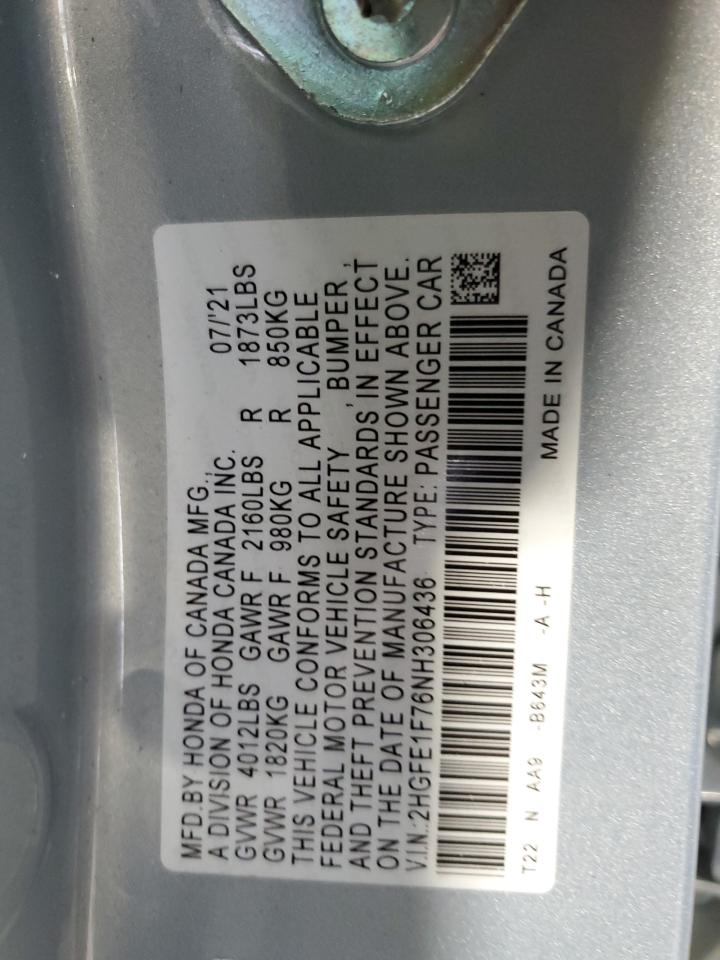 MFD.BY HONDA OF CANADA MFG.,
A DIVISION OF HONDA CANADA INC. 07/'21
GVWR 4012LBS GAWR F 2160LBS R 1873LBS
GVWR 1820KG GAWR F 980KG R 850KG
THIS VEHICLE CONFORMS TO ALL APPLICABLE
FEDERAL MOTOR VEHICLE SAFETY , BUMPER ,
AND THEFT PREVENTION STANDARDS IN EFFECT
ON THE DATE OF MANUFACTURE SHOWN ABOVE.
V.I.N.:2HGFE1F76NH306436 TYPE: PASSENGER CAR
T22 N AA9 -B643M -A -H MADE IN CANADA